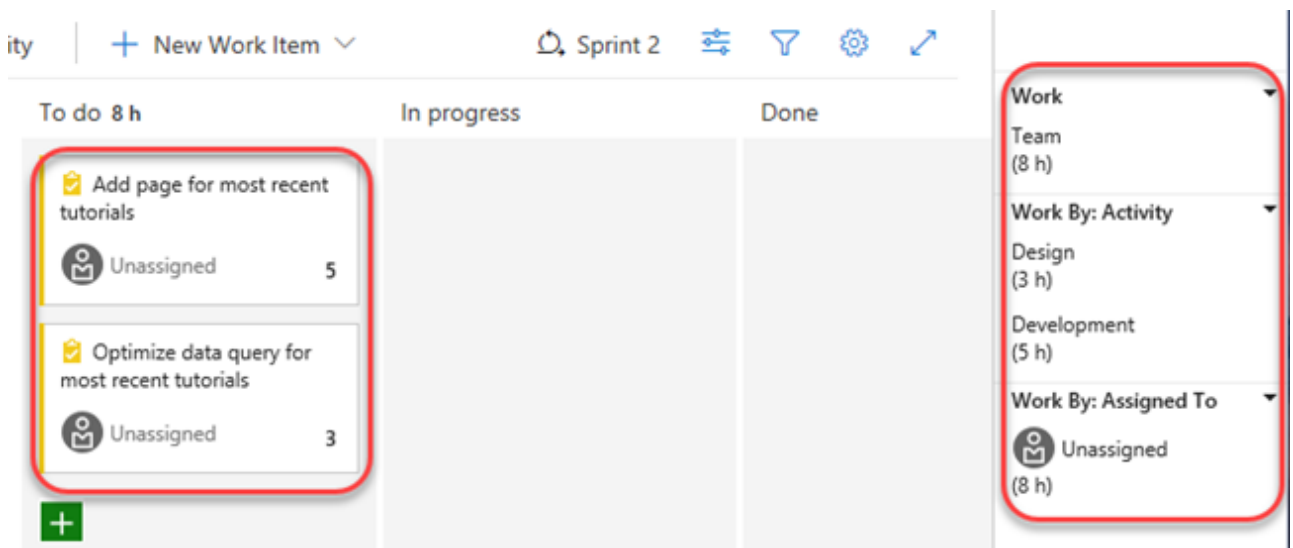 ity
New Work Item
Sprint 2
To do 8 h
In progress
Done
Add page for most recent
tutorials
Unassigned 5
Optimize data query for
most recent tutorials
Unassigned 3
Work
Team
(8 h)
Work By: Activity
Design
(3 h)
Development
(5 h)
Work By: Assigned To
Unassigned
(8 h)